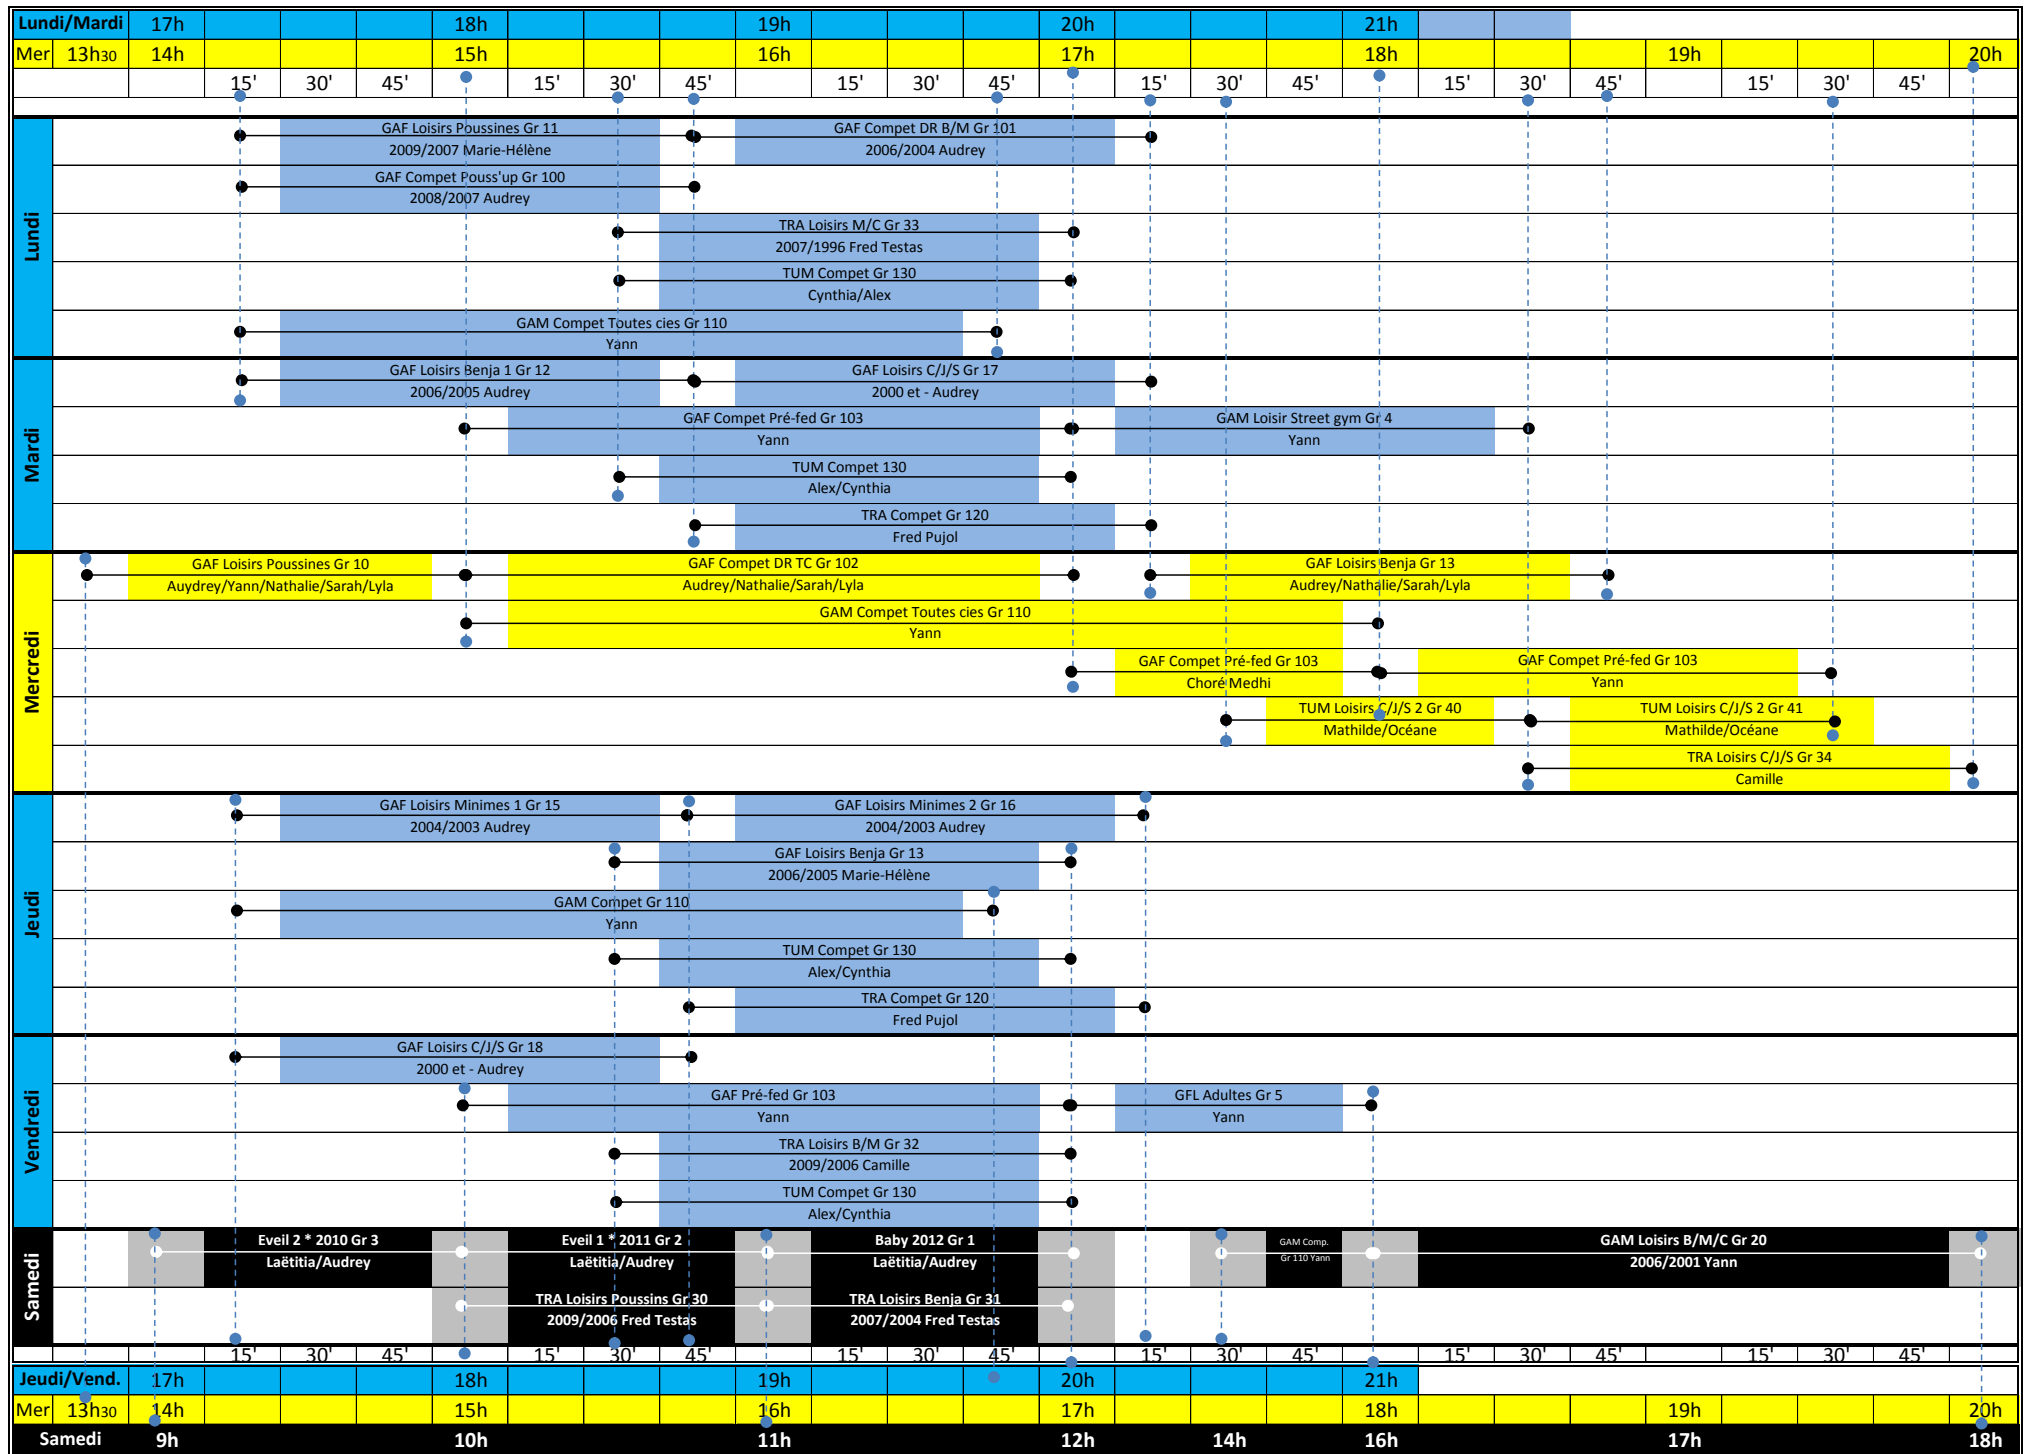 Lundi/Mardi 17h 18h 19h 20h 21h
Mer 13h30 14h 15h 16h 17h 18h 19h 20h
15' 30' 45' 15' 30' 45' 15' 30' 45' 15' 30' 45' 15' 30' 45' 15' 30' 45'
Lundi
GAF Loisirs Poussines Gr 11
2009/2007 Marie-Hélène
GAF Compet DR B/M Gr 101
2006/2004 Audrey
GAF Compet Pouss'up Gr 100
2008/2007 Audrey
TRA Loisirs M/C Gr 33
2007/1996 Fred Testas
TUM Compet Gr 130
Cynthia/Alex
GAM Compet Toutes cies Gr 110
Yann
Mardi
GAF Loisirs Benja 1 Gr 12
2006/2005 Audrey
GAF Loisirs C/J/S Gr 17
2000 et - Audrey
GAF Compet Pré-fed Gr 103
Yann
GAM Loisir Street gym Gr 4
Yann
TUM Compet 130
Alex/Cynthia
TRA Compet Gr 120
Fred Pujol
Mercredi
GAF Loisirs Poussines Gr 10
Auydrey/Yann/Nathalie/Sarah/Lyla
GAF Compet DR TC Gr 102
Audrey/Nathalie/Sarah/Lyla
GAF Loisirs Benja Gr 13
Audrey/Nathalie/Sarah/Lyla
GAM Compet Toutes cies Gr 110
Yann
GAF Compet Pré-fed Gr 103
Choré Medhi
GAF Compet Pré-fed Gr 103
Yann
TUM Loisirs C/J/S 2 Gr 40
Mathilde/Océane
TUM Loisirs C/J/S 2 Gr 41
Mathilde/Océane
TRA Loisirs C/J/S Gr 34
Camille
Jeudi
GAF Loisirs Minimes 1 Gr 15
2004/2003 Audrey
GAF Loisirs Minimes 2 Gr 16
2004/2003 Audrey
GAF Loisirs Benja Gr 13
2006/2005 Marie-Hélène
GAM Compet Gr 110
Yann
TUM Compet Gr 130
Alex/Cynthia
TRA Compet Gr 120
Fred Pujol
Vendredi
GAF Loisirs C/J/S Gr 18
2000 et - Audrey
GAF Pré-fed Gr 103
Yann
GFL Adultes Gr 5
Yann
TRA Loisirs B/M Gr 32
2009/2006 Camille
TUM Compet Gr 130
Alex/Cynthia
Samedi
Eveil 2 * 2010 Gr 3
Laëtitia/Audrey
Eveil 1 * 2011 Gr 2
Laëtitia/Audrey
Baby 2012 Gr 1
Laëtitia/Audrey
GAM Comp.
Gr 110 Yann
GAM Loisirs B/M/C Gr 20
2006/2001 Yann
TRA Loisirs Poussins Gr 30
2009/2006 Fred Testas
TRA Loisirs Benja Gr 31
2007/2004 Fred Testas
15' 30' 45' 15' 30' 45' 15' 30' 45' 15' 30' 45' 15' 30' 45' 15' 30' 45'
Jeudi/Vend. 17h 18h 19h 20h 21h
Mer 13h30 14h 15h 16h 17h 18h 19h 20h
Samedi 9h 10h 11h 12h 14h 16h 17h 18h